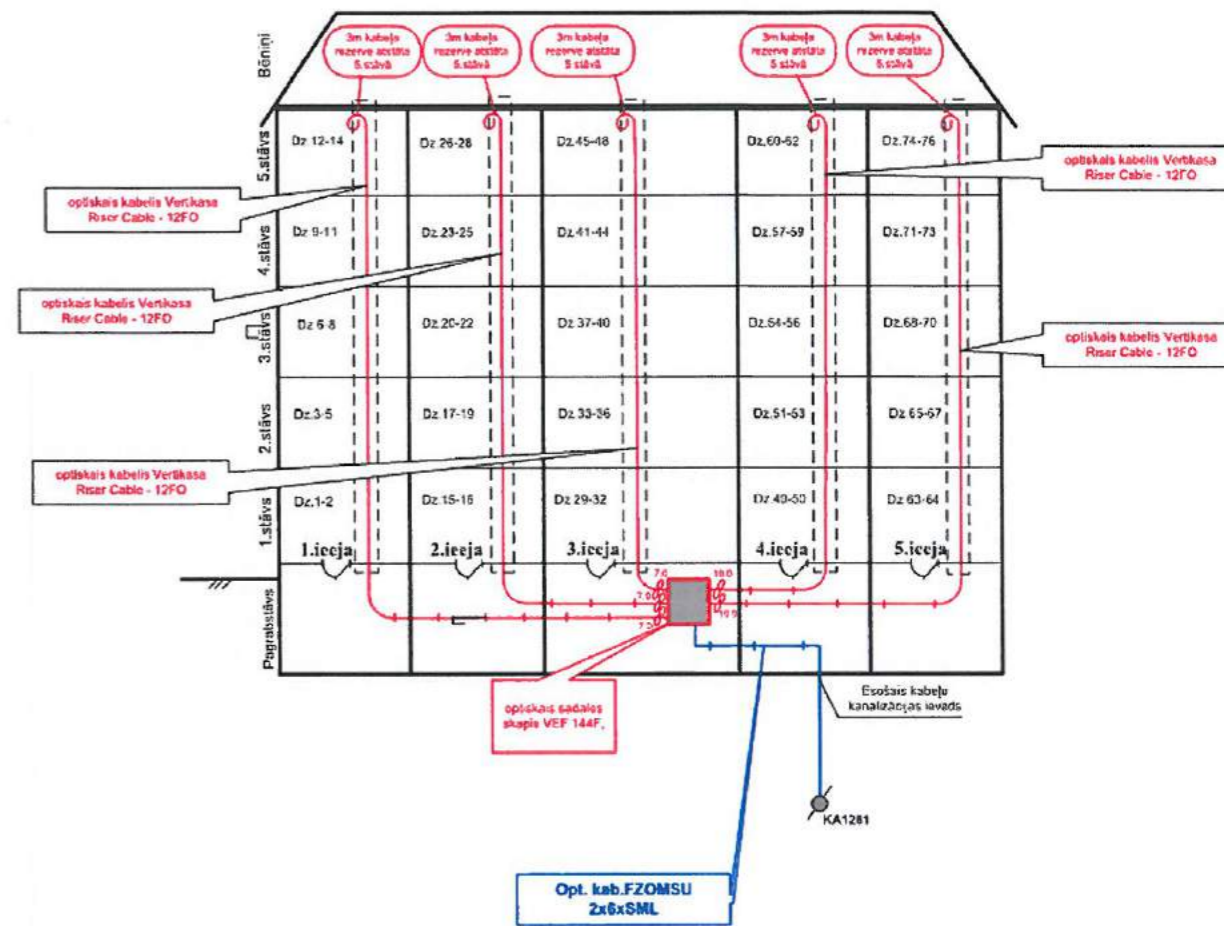 Bēniņi
3m kabeļa
rezerve atstāta
5.stāvā
3m kabeļa
rezerve atstāta
5.stāvā
3m kabeļa
rezerve atstāta
5.stāvā
3m kabeļa
rezerve atstāta
5.stāvā
3m kabeļa
rezerve atstāta
5.stāvā
5.stāvs
Dz.12-14
Dz.26-28
Dz.45-48
Dz.60-62
Dz.74-76
optiskais kabelis Vertikasa
Riser Cable - 12FO
optiskais kabelis Vertikasa
Riser Cable - 12FO
4.stāvs
Dz.9-11
Dz.23-25
Dz.41-44
Dz.57-59
Dz.71-73
optiskais kabelis Vertikasa
Riser Cable - 12FO
3.stāvs
Dz.6-8
Dz.20-22
Dz.37-40
Dz.54-56
Dz.68-70
optiskais kabelis Vertikasa
Riser Cable - 12FO
2.stāvs
Dz.3-5
Dz.17-19
Dz.33-36
Dz.51-53
Dz.65-67
optiskais kabelis Vertikasa
Riser Cable - 12FO
1.stāvs
Dz.1-2
Dz.15-16
Dz.29-32
Dz.49-50
Dz.63-64
1.ieeja
2.ieeja
3.ieeja
4.ieeja
5.ieeja
Pagrabstāvs
7.0
7.0
7.0
optiskais sadales
skapis VEF 144F,
Esošais kabeļu
kanalizācijas ievads
KA1281
Opt. kab.FZOMSU
2x6xSML